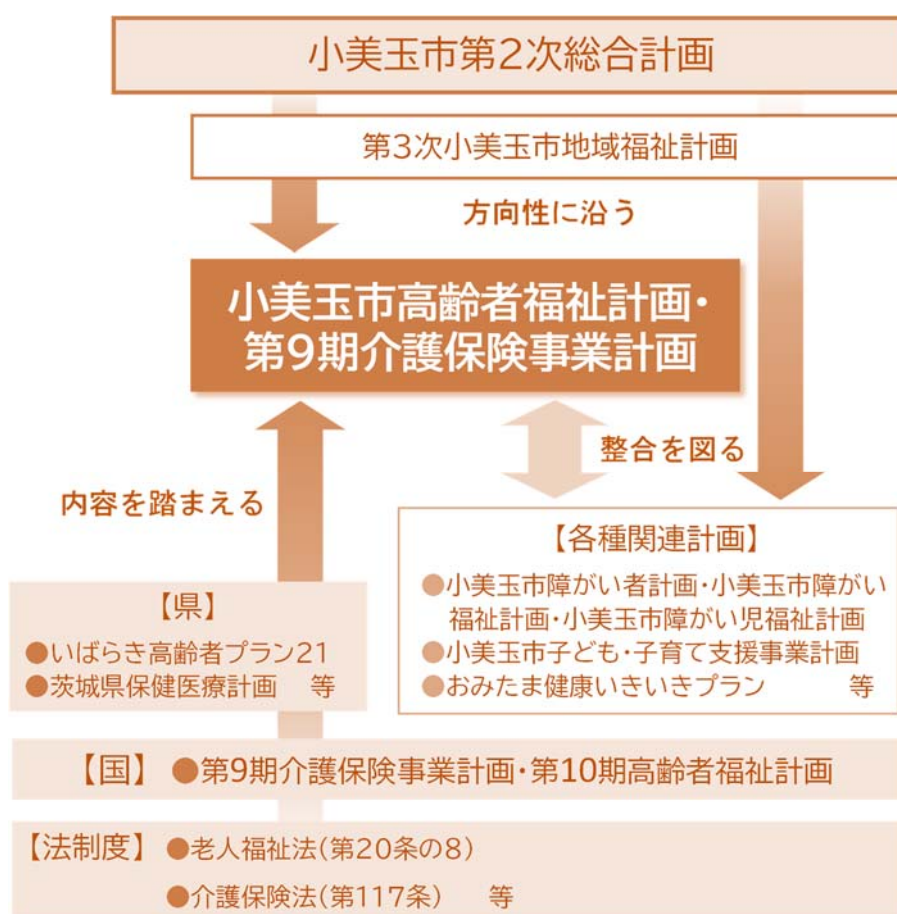 小美玉市第2次総合計画
第3次小美玉市地域福祉計画
方向性に沿う
小美玉市高齢者福祉計画・
第9期介護保険事業計画
整合を図る
内容を踏まえる
【各種関連計画】
●小美玉市障がい者計画・小美玉市障がい
福祉計画・小美玉市障がい児福祉計画
●小美玉市子ども・子育て支援事業計画
●おみたま健康いきいきプラン　等
【県】
●いばらき高齢者プラン21
●茨城県保健医療計画　等
【国】 ●第9期介護保険事業計画・第10期高齢者福祉計画
【法制度】 ●老人福祉法(第20条の8)
●介護保険法(第117条)　等